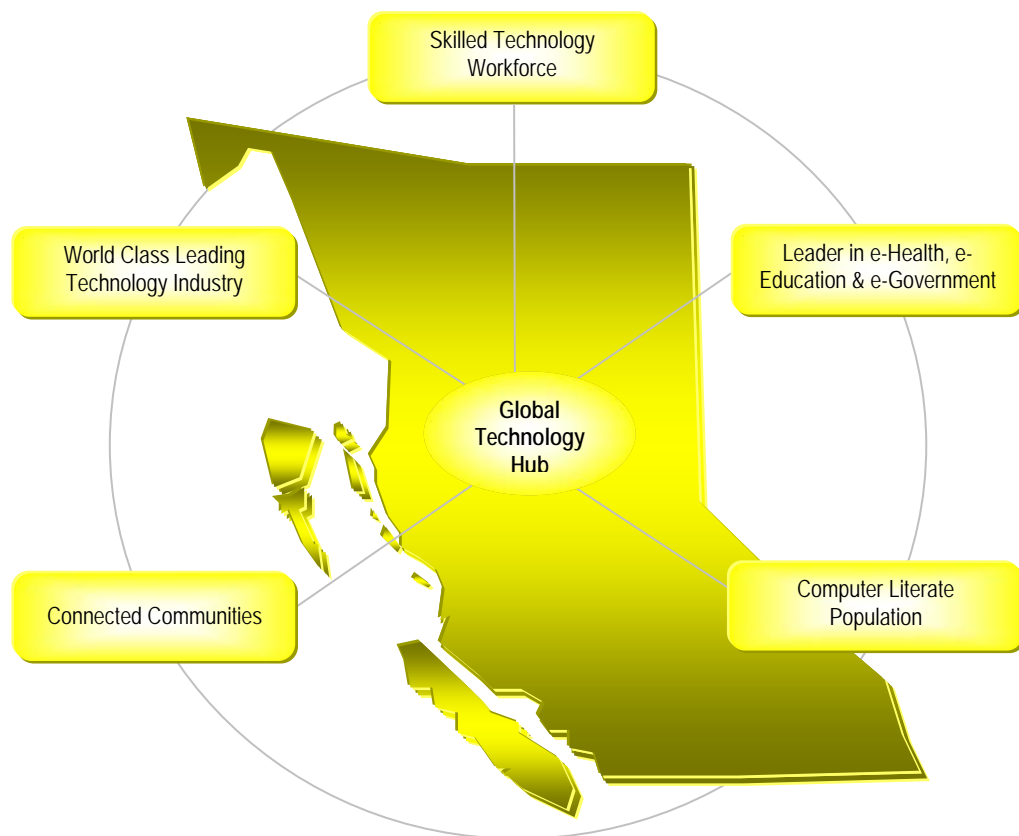 Skilled Technology
Workforce
World Class Leading
Technology Industry
Leader in e-Health, e-
Education & e-Government
Global
Technology
Hub
Connected Communities
Computer Literate
Population